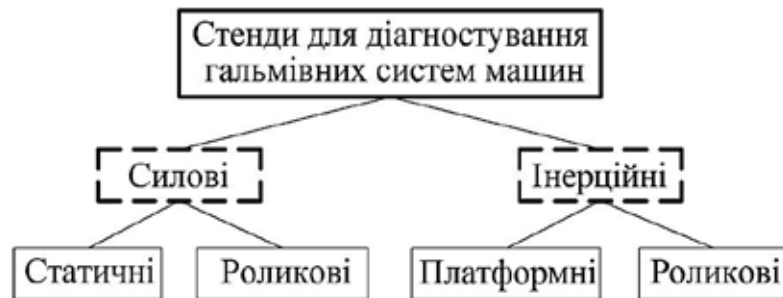 Стенди для діагностування
гальмівних систем машин
Силові
Інерційні
Статичні
Роликові
Платформні
Роликові